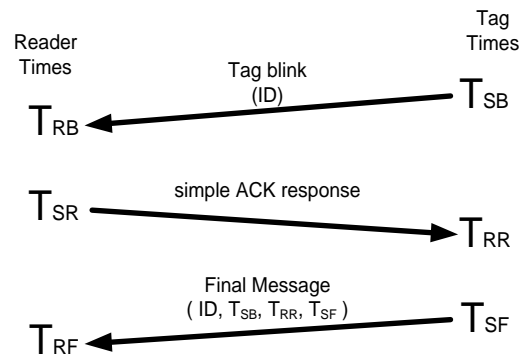 Reader
Times
Tag
Times
Tag blink
(ID)
TSB
TRB
simple ACK response
TSR
TRR
Final Message
( ID, TSB, TRR, TSF )
TSF
TRF